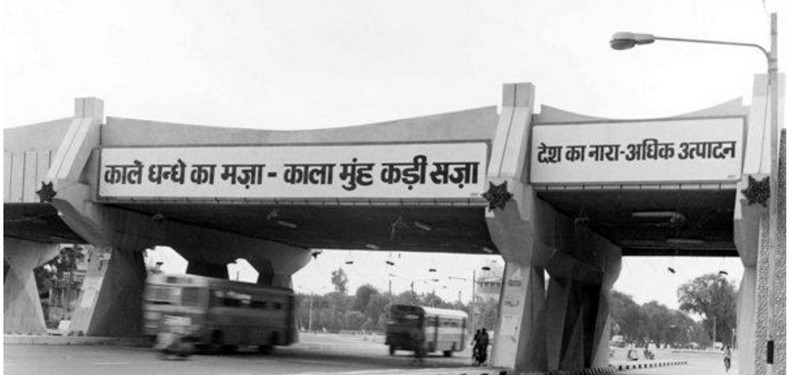 काले धन्धे का मज़ा - काला मुंह कड़ी सज़ा
देश का नारा-अधिक उत्पादन